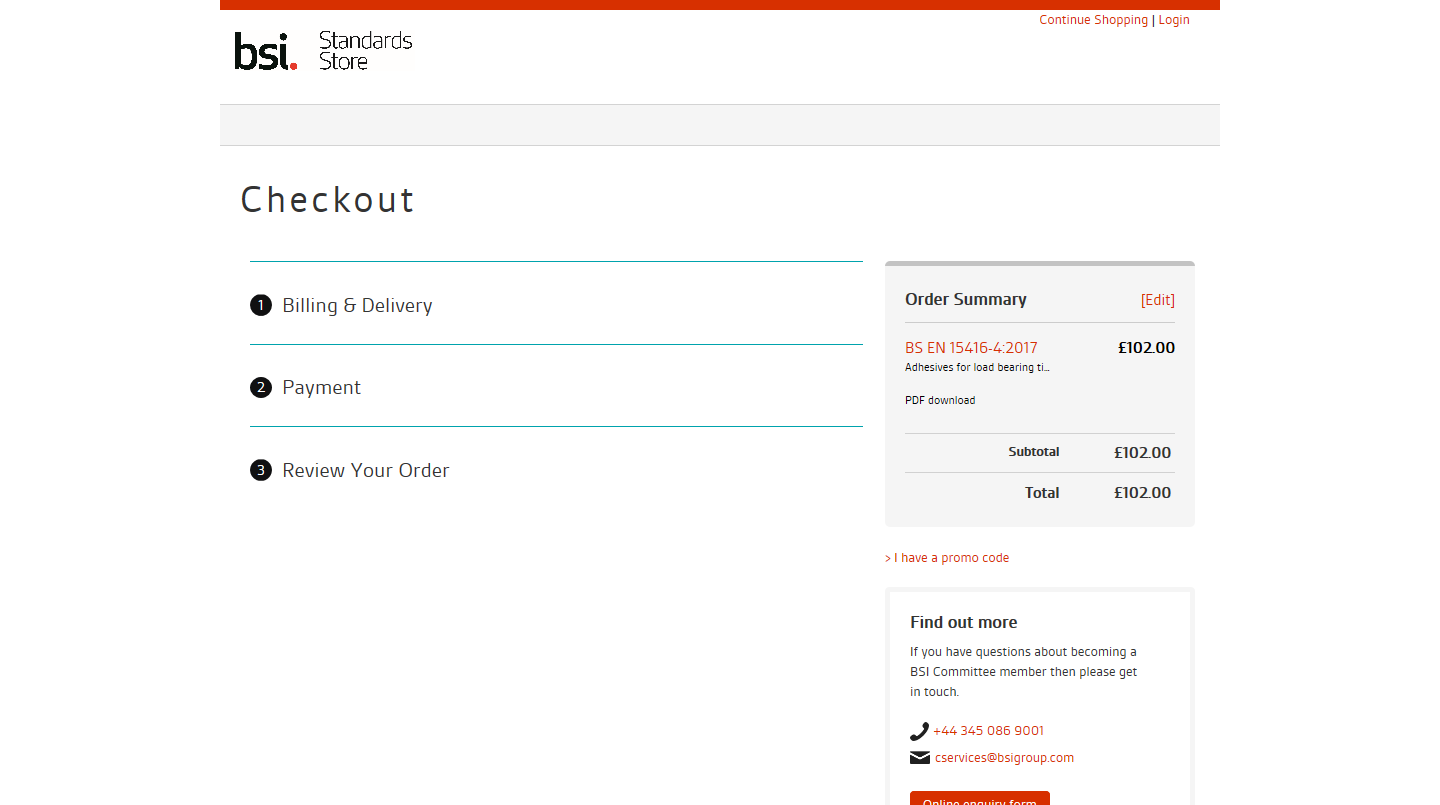 Continue Shopping | Login
bsi. Standards Store
Checkout
1 Billing & Delivery
2 Payment
3 Review Your Order
Order Summary [Edit]
BS EN 15416-4:2017 £102.00
Adhesives for load bearing ti...
PDF download
Subtotal £102.00
Total £102.00
> I have a promo code
Find out more
If you have questions about becoming a
BSI Committee member then please get
in touch.
+44 345 086 9001
cservices@bsigroup.com
Online enquiry form